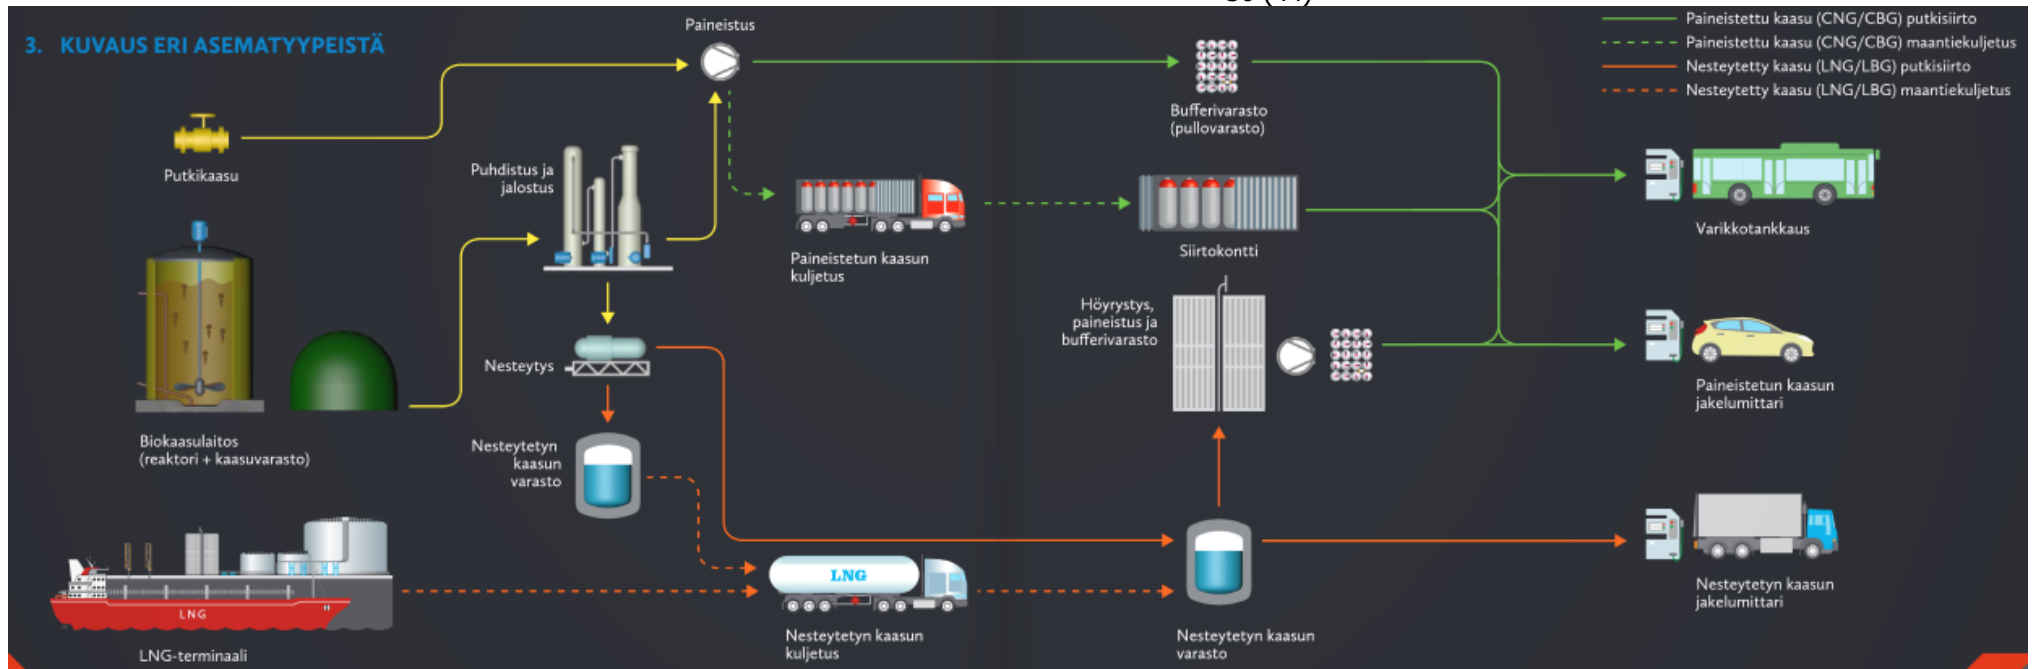 3. KUVAUS ERI ASEMATYYPEISTÄ
Paineistus
Paineistettu kaasu (CNG/CBG) putkisiirto
Paineistettu kaasu (CNG/CBG) maantiekuljetus
Nesteytetty kaasu (LNG/LBG) putkisiirto
Nesteytetty kaasu (LNG/LBG) maantiekuljetus
Bufferivarasto
(pullovarasto)
Putkikaasu
Puhdistus ja
jalostus
Paineistetun kaasun
kuljetus
Siirtokontti
Varikkotankkaus
Höyrystys,
paineistus ja
bufferivarasto
Nesteytys
Paineistetun kaasun
jakelumittari
Biokaasulaitos
(reaktori + kaasuvarasto)
Nesteytetyn
kaasun
varasto
LNG
LNG
Nesteytetyn kaasun
jakelumittari
LNG-terminaali
Nesteytetyn kaasun
kuljetus
Nesteytetyn kaasun
varasto